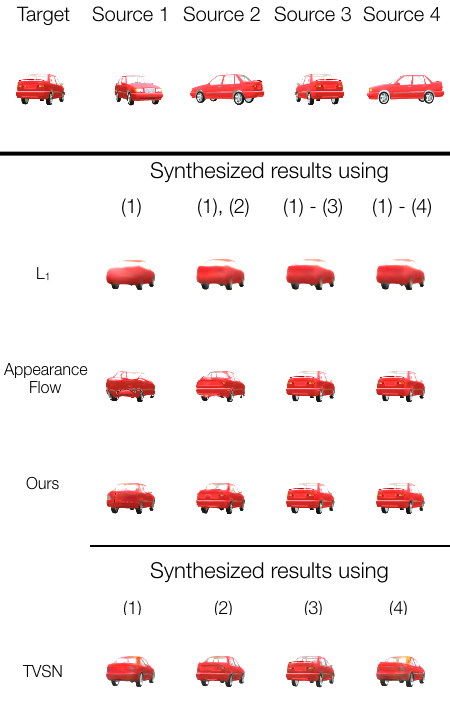 Target Source 1 Source 2 Source 3 Source 4
Synthesized results using
(1) (1), (2) (1) - (3) (1) - (4)
L₁
Appearance
Flow
Ours
Synthesized results using
(1) (2) (3) (4)
TVSN